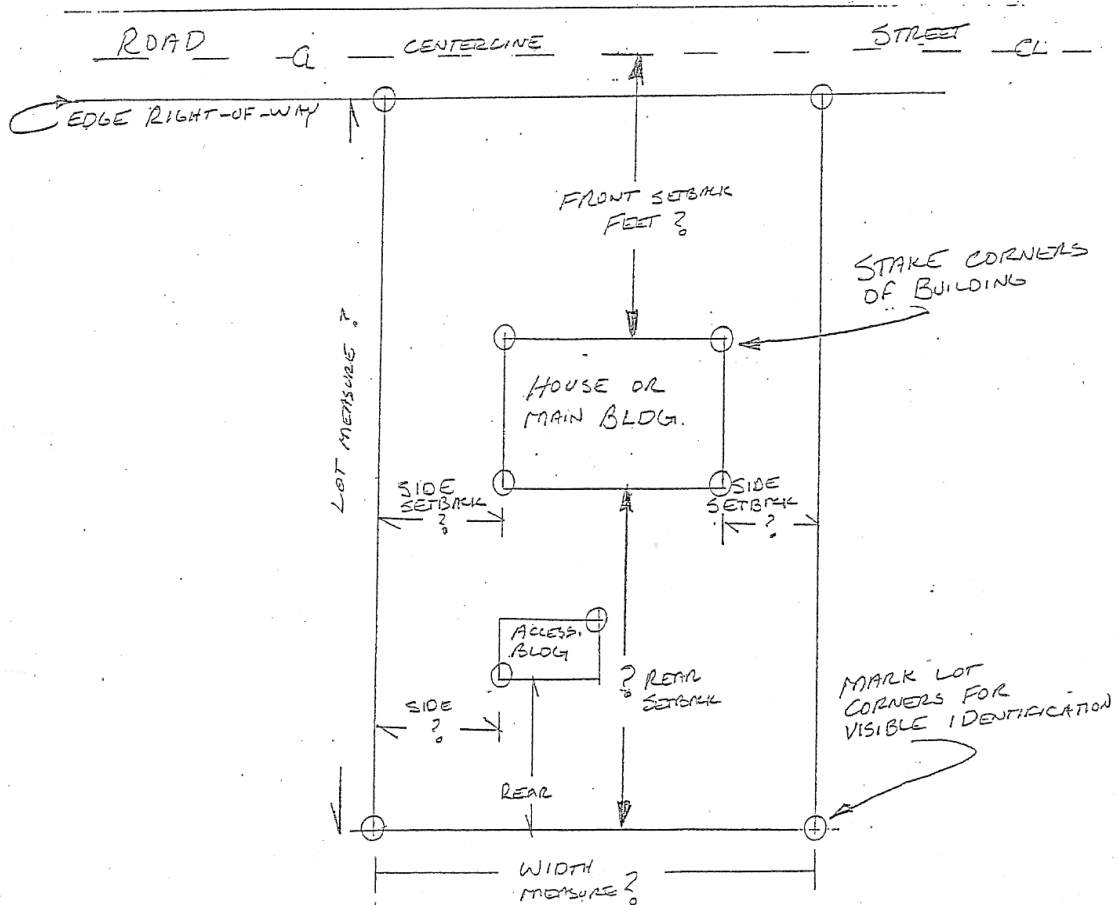 ROAD CL CENTERLINE STREET CL
EDGE RIGHT-OF-WAY
FRONT SETBACK
FEET ?
STAKE CORNERS
OF BUILDING
LOT MEASURE ?
HOUSE OR
MAIN BLDG.
SIDE
SETBACK
?
SIDE
SETBACK
?
ACCESS.
BLDG
? REAR
SETBACK
SIDE
?
MARK LOT
CORNERS FOR
VISIBLE IDENTIFICATION
REAR
WIDTH
MEASURE ?